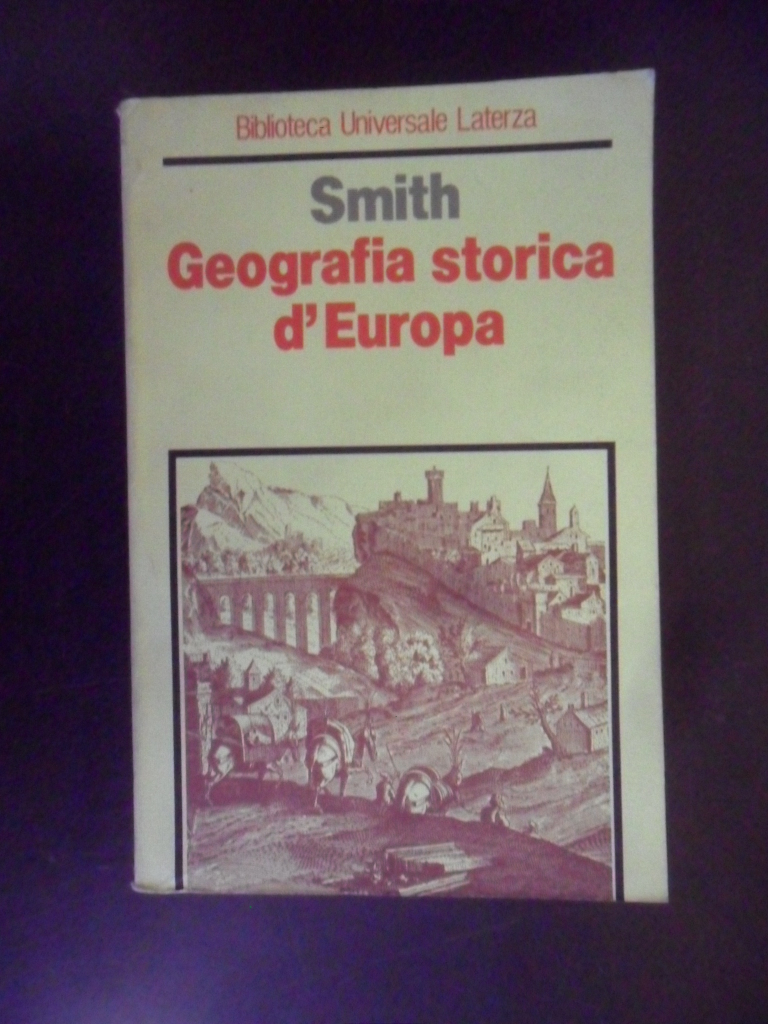 Biblioteca Universale Laterza
Smith
Geografia storica
d'Europa